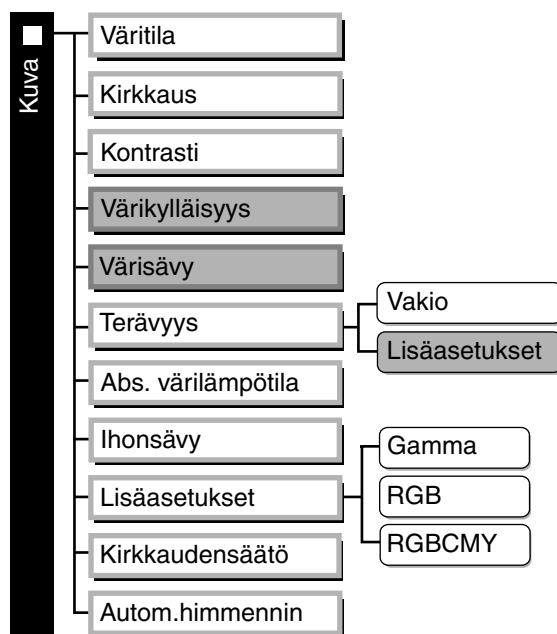 Kuva
Väritila
Kirkkaus
Kontrasti
Värikylläisyys
Värisävy
Terävyys
Vakio
Lisäasetukset
Abs. värilämpötila
Ihonsävy
Lisäasetukset
Gamma
RGB
RGBCMY
Kirkkaudensäätö
Autom.himmennin